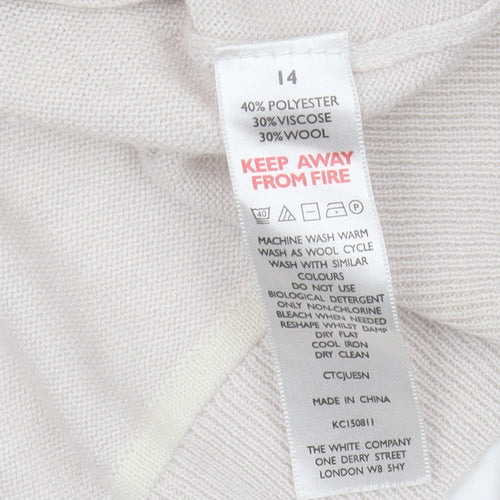 14
40% POLYESTER
30% VISCOSE
30% WOOL
KEEP AWAY
FROM FIRE
40 P
MACHINE WASH WARM
WASH AS WOOL CYCLE
WASH WITH SIMILAR
COLOURS
DO NOT USE
BIOLOGICAL DETERGENT
ONLY NON-CHLORINE
BLEACH WHEN NEEDED
RESHAPE WHILST DAMP
DRY FLAT
COOL IRON
DRY CLEAN
CTCJUESN
MADE IN CHINA
KC150811
THE WHITE COMPANY
ONE DERRY STREET
LONDON W8 5HY